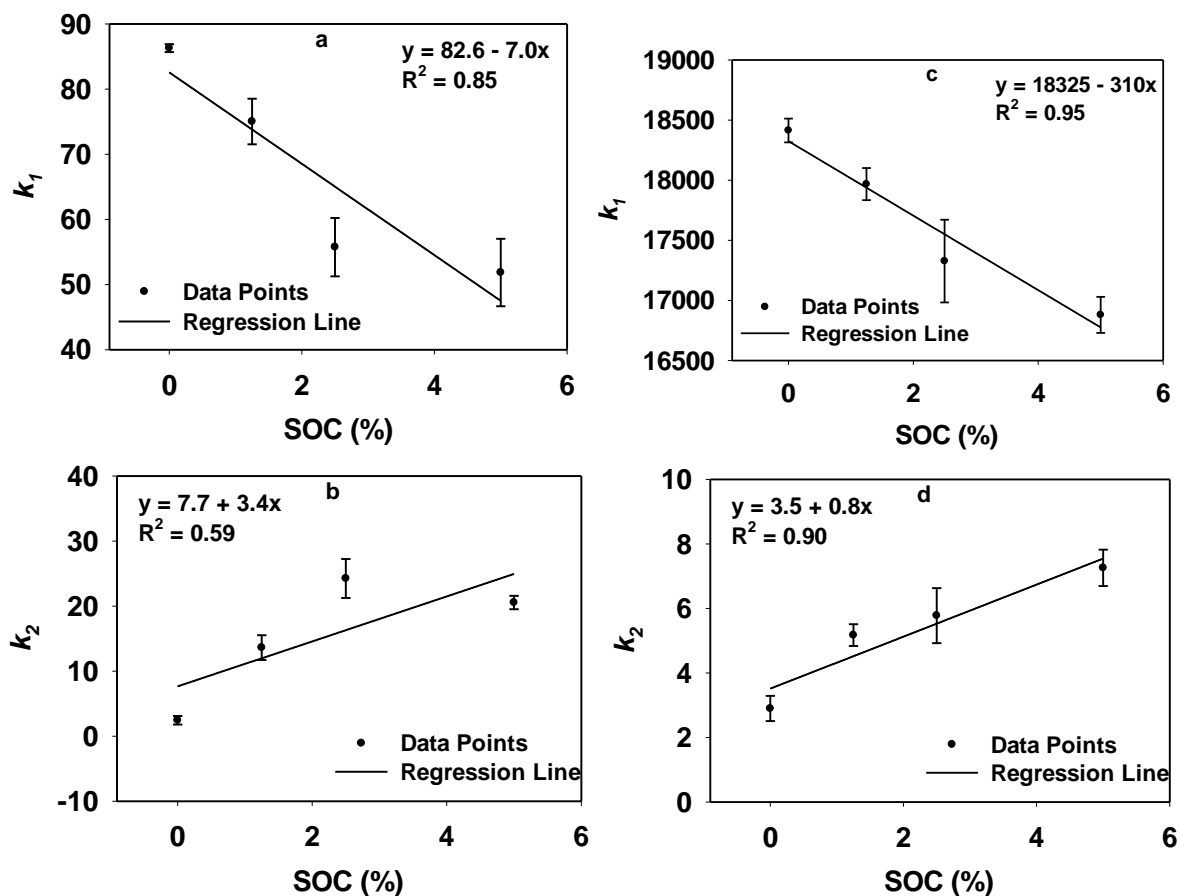 a
y = 82.6 - 7.0x
R² = 0.85
90
80
70
60
50
40
k₁
Data Points
Regression Line
0 2 4 6
SOC (%)
c
y = 18325 - 310x
R² = 0.95
19000
18500
18000
17500
17000
16500
k₁
Data Points
Regression Line
0 2 4 6
SOC (%)
b
y = 7.7 + 3.4x
R² = 0.59
40
30
20
10
0
-10
k₂
Data Points
Regression Line
0 2 4 6
SOC (%)
d
y = 3.5 + 0.8x
R² = 0.90
10
8
6
4
2
0
k₂
Data Points
Regression Line
0 2 4 6
SOC (%)